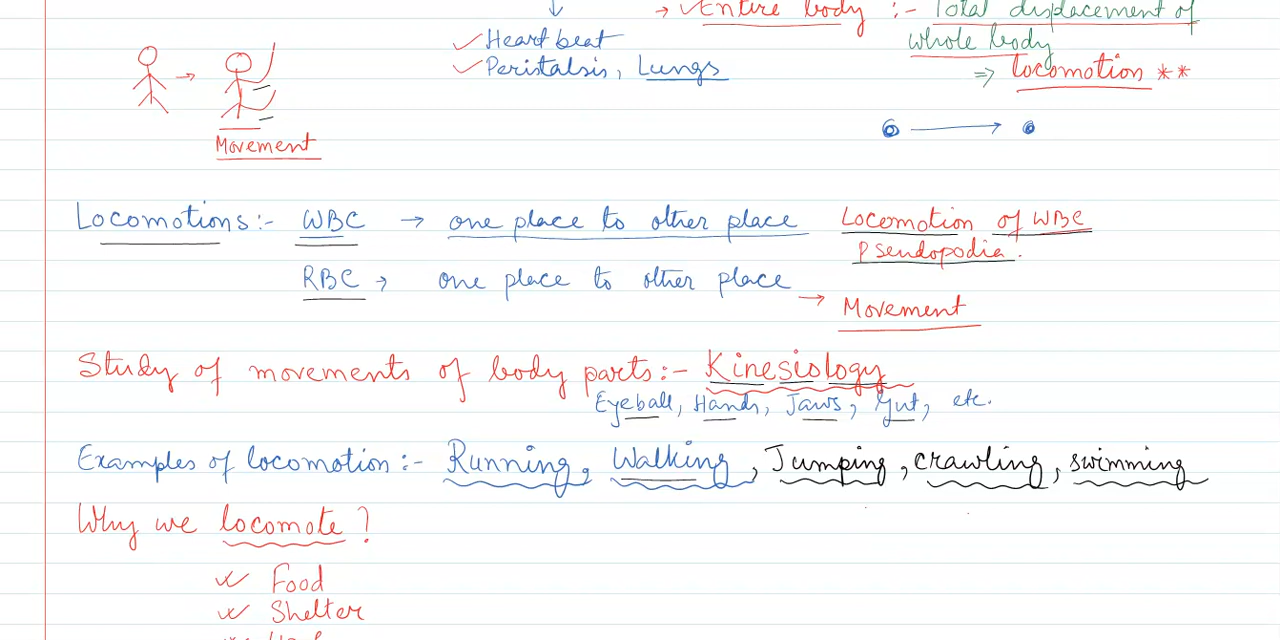 → ✓Entire body :- Total displacement of
whole body
✓ Heart beat
✓ Peristalsis, Lungs
⇒ locomotion **
Movement
Locomotions:- WBC → one place to other place Locomotion of WBC
Pseudopodia.
RBC → one place to other place → Movement
Study of movements of body parts:- Kinesiology
Eyeball, Hands, Jaws, Gut, etc.
Examples of locomotion:- Running, Walking, Jumping, crawling, swimming
Why we locomote?
Food
Shelter